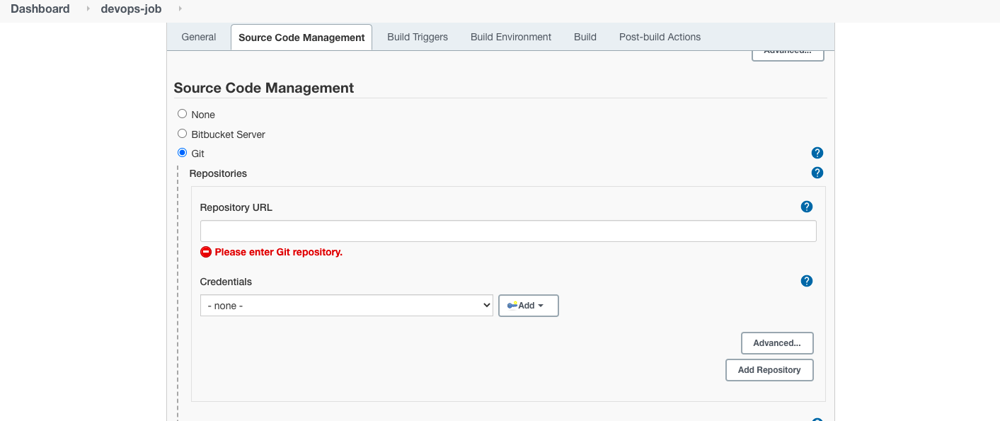 Dashboard devops-job
General Source Code Management Build Triggers Build Environment Build Post-build Actions
Advanced...
Source Code Management
None
Bitbucket Server
Git
?
Repositories
?
Repository URL
?
Please enter Git repository.
Credentials
?
- none -
Add
Advanced...
Add Repository